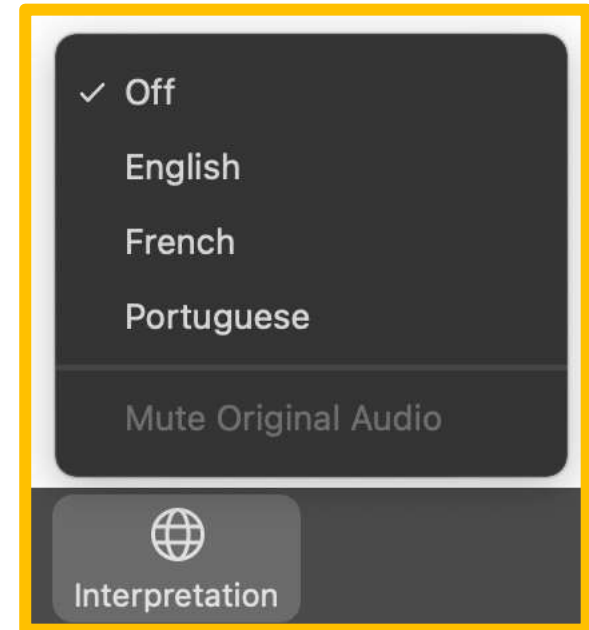 Off
English
French
Portuguese
Mute Original Audio
Interpretation